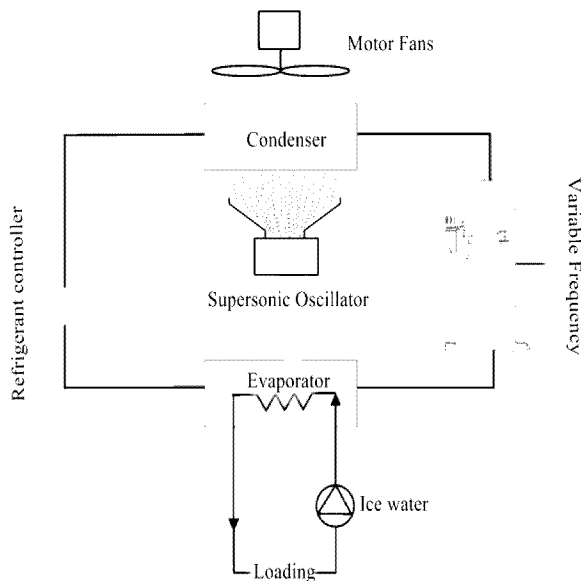 Motor Fans
Condenser
Refrigerant controller
Variable Frequency
Supersonic Oscillator
Evaporator
Ice water
Loading